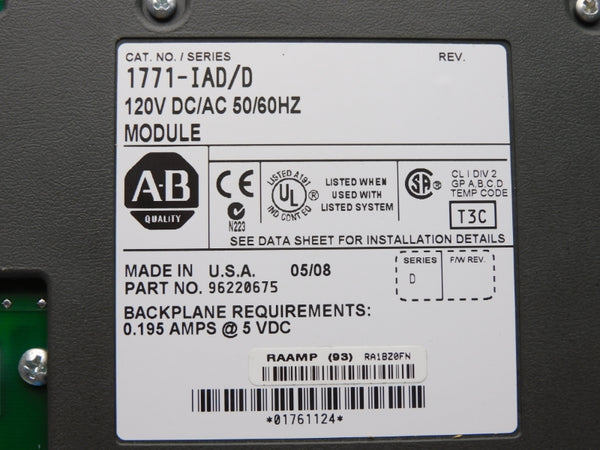 CAT. NO. / SERIES
REV.
1771-IAD/D
120V DC/AC 50/60HZ
MODULE
A-B
QUALITY
CE
N223
LISTED A191
UL
®
IND CONT EQ
LISTED WHEN
USED WITH
LISTED SYSTEM
SA
®
CL I DIV 2
GP A,B,C,D
TEMP CODE
T3C
SEE DATA SHEET FOR INSTALLATION DETAILS
MADE IN U.S.A. 05/08
PART NO. 96220675
SERIES
F/W REV.
D
BACKPLANE REQUIREMENTS:
0.195 AMPS @ 5 VDC
RAAMP (93) RA1BZ0FN
*01761124*